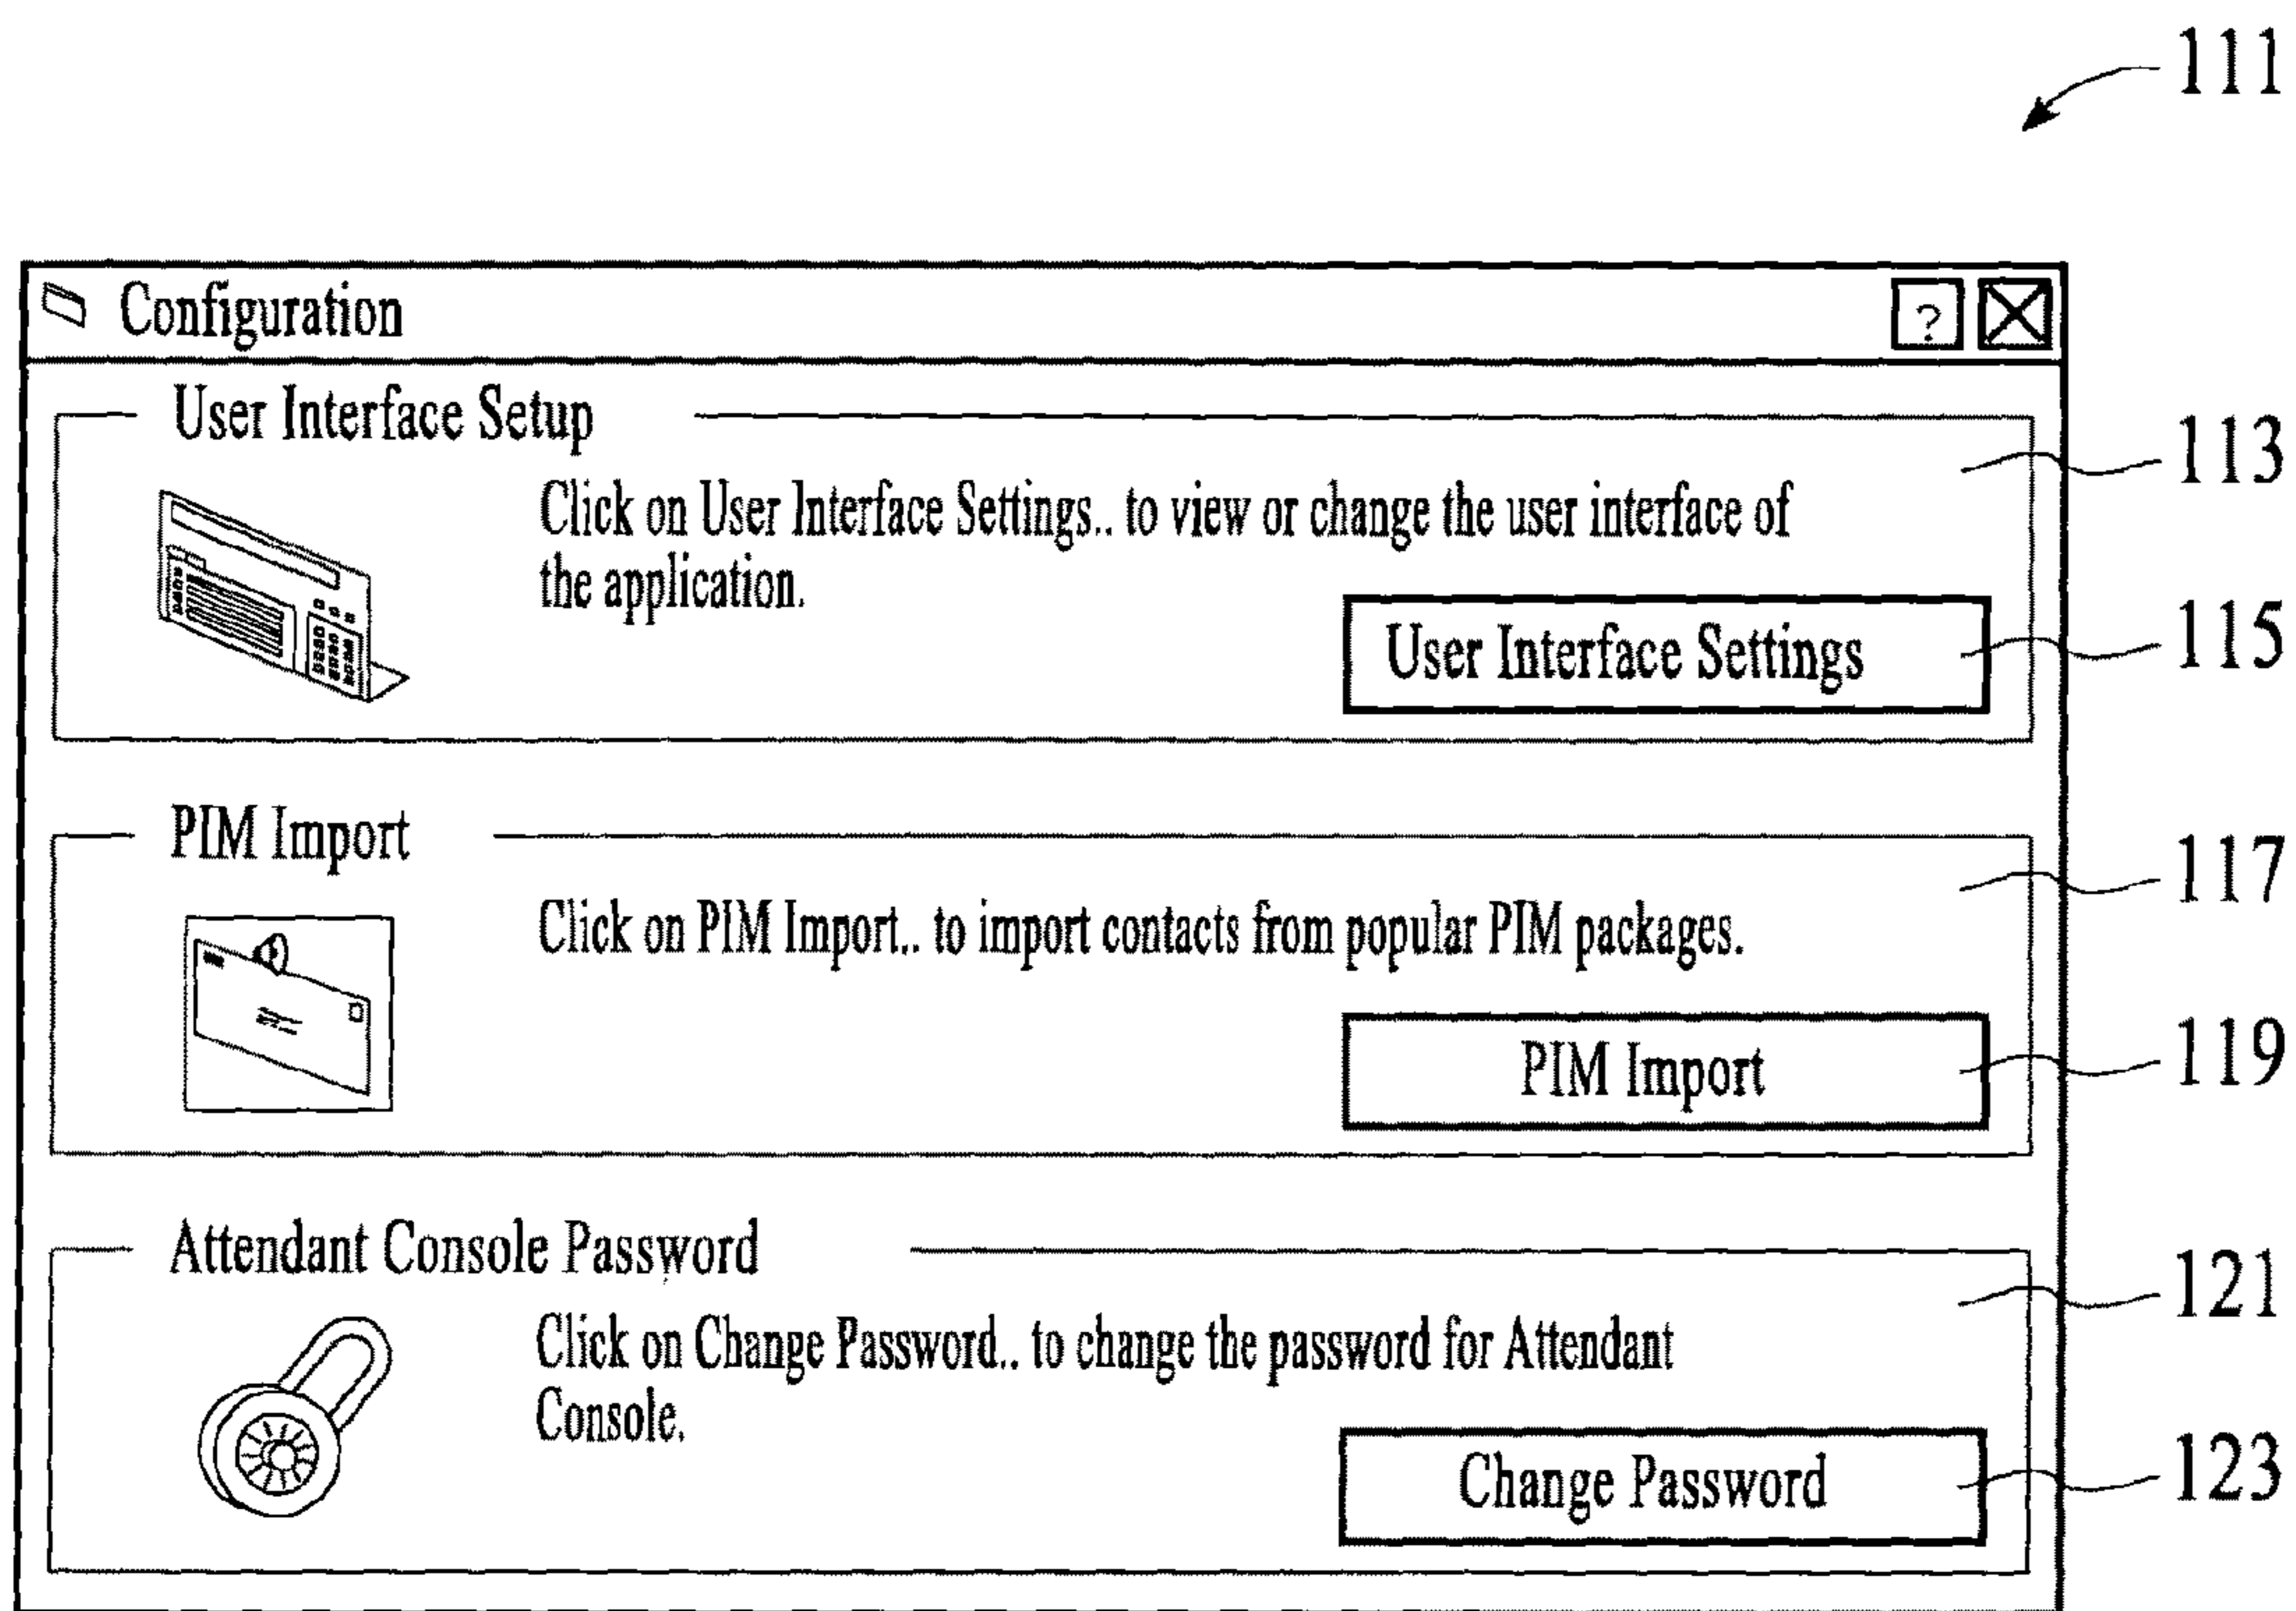 111
Configuration ?
User Interface Setup
113
Click on User Interface Settings.. to view or change the user interface of
the application.
User Interface Settings
115
PIM Import
117
Click on PIM Import.. to import contacts from popular PIM packages.
PIM Import
119
Attendant Console Password
121
Click on Change Password.. to change the password for Attendant
Console.
Change Password
123